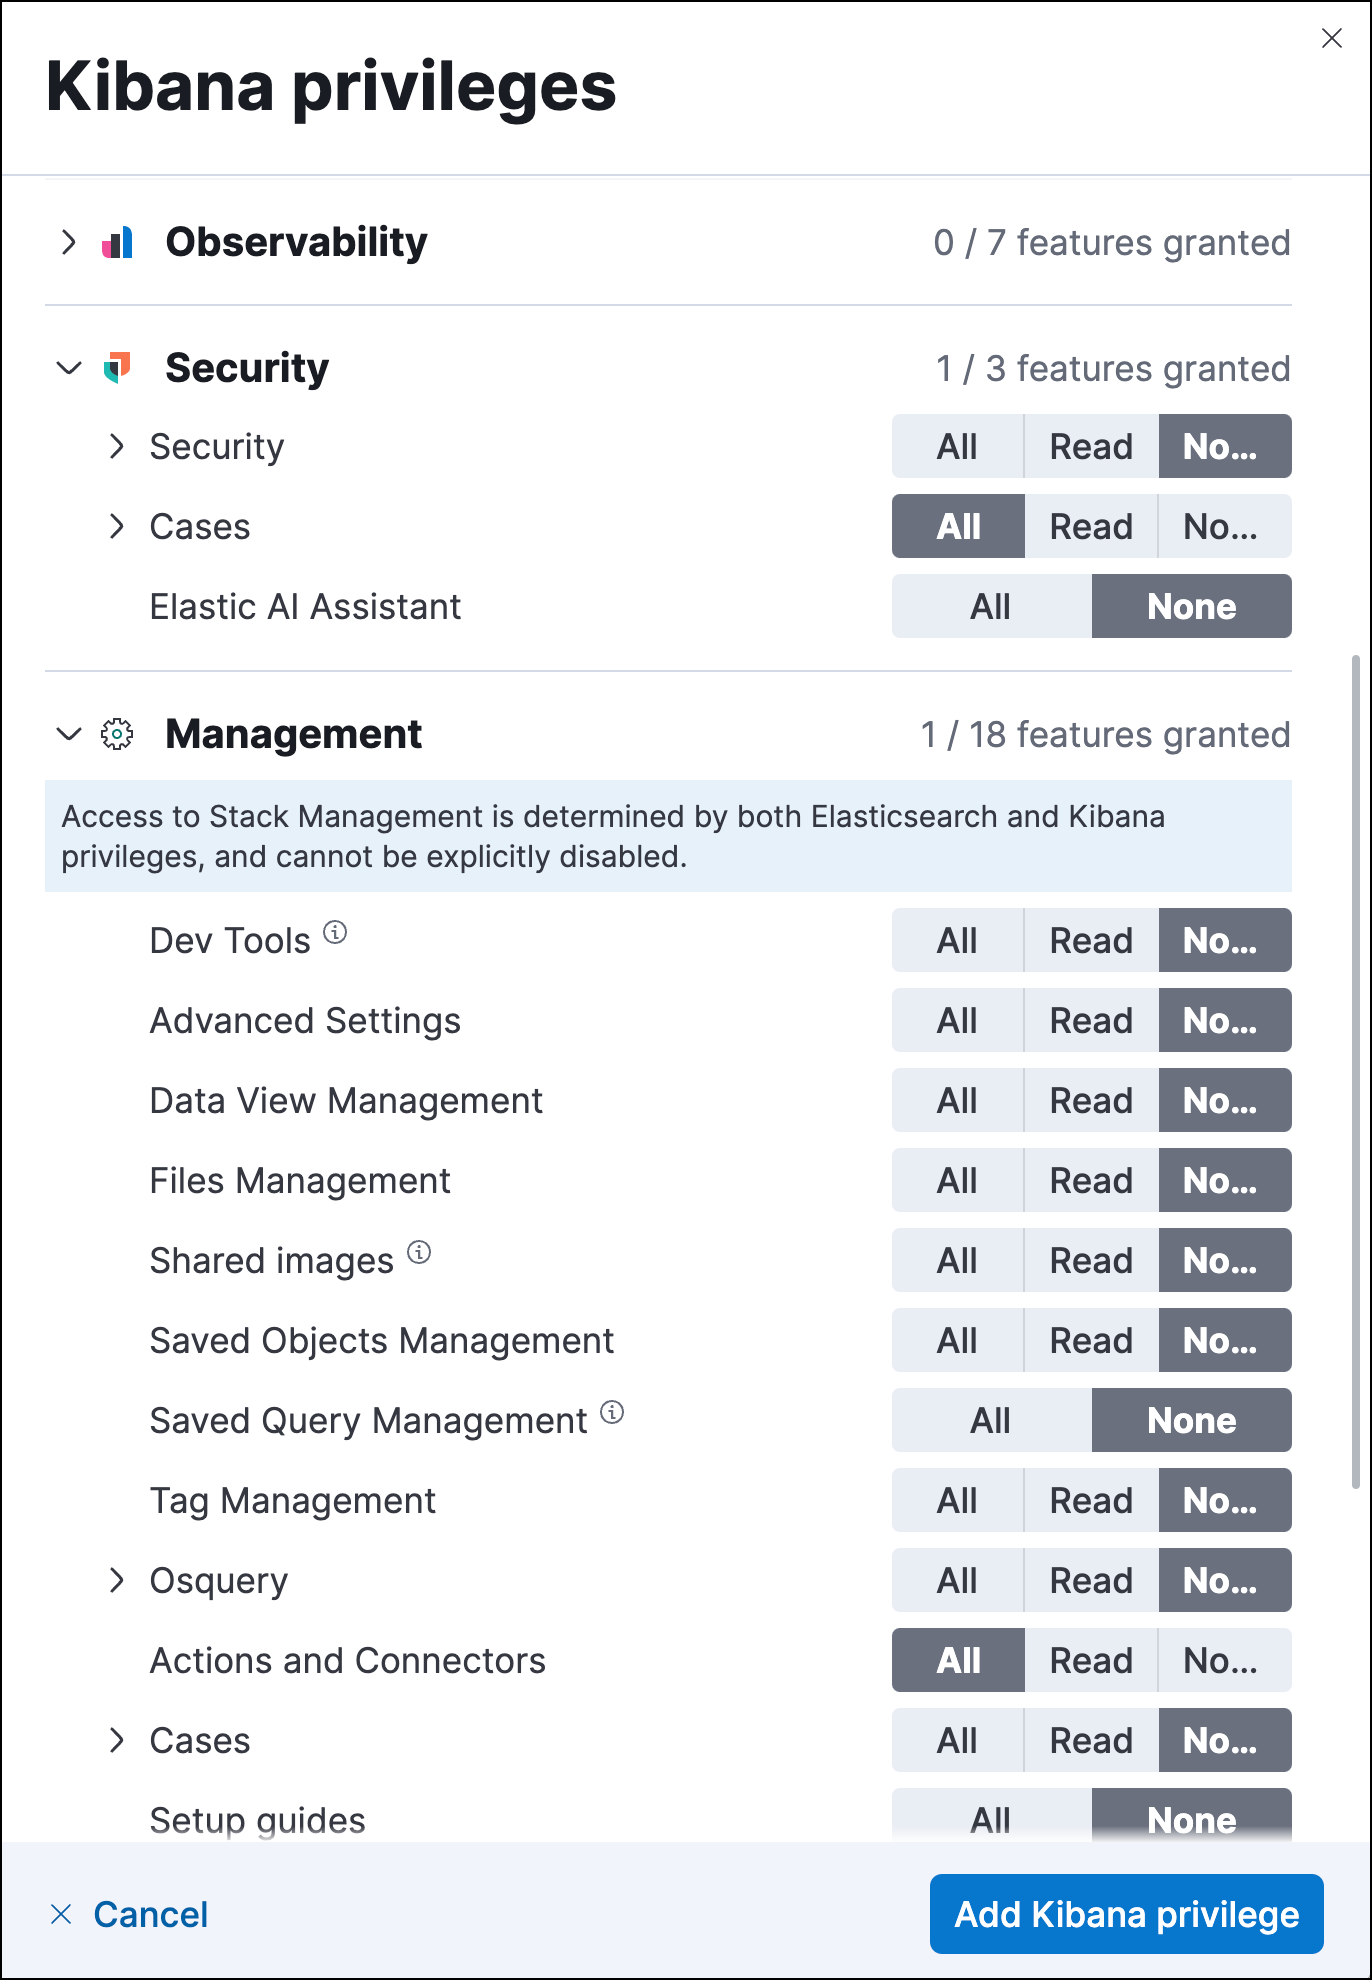 Kibana privileges
Observability 0 / 7 features granted
Security 1 / 3 features granted
Security All Read No...
Cases All Read No...
Elastic AI Assistant All None
Management 1 / 18 features granted
Access to Stack Management is determined by both Elasticsearch and Kibana
privileges, and cannot be explicitly disabled.
Dev Tools All Read No...
Advanced Settings All Read No...
Data View Management All Read No...
Files Management All Read No...
Shared images All Read No...
Saved Objects Management All Read No...
Saved Query Management All None
Tag Management All Read No...
Osquery All Read No...
Actions and Connectors All Read No...
Cases All Read No...
Setup guides All None
Cancel Add Kibana privilege